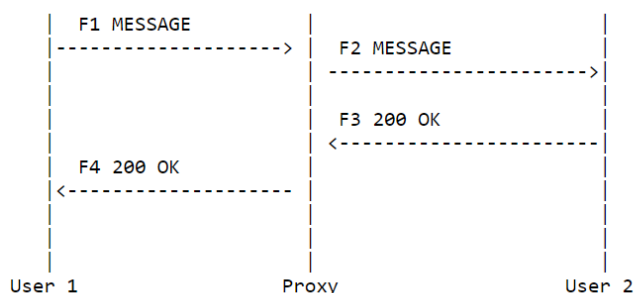 F1 MESSAGE
F2 MESSAGE
F3 200 OK
F4 200 OK
User 1 Proxy User 2